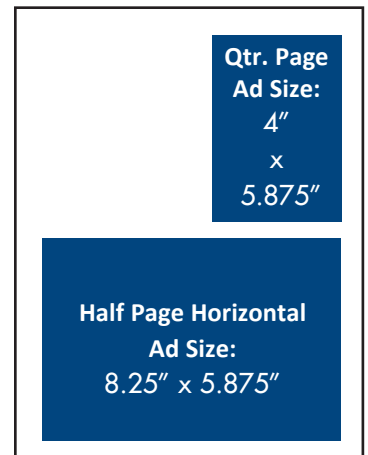 Qtr. Page
Ad Size:
4”
x
5.875”
Half Page Horizontal
Ad Size:
8.25” x 5.875”